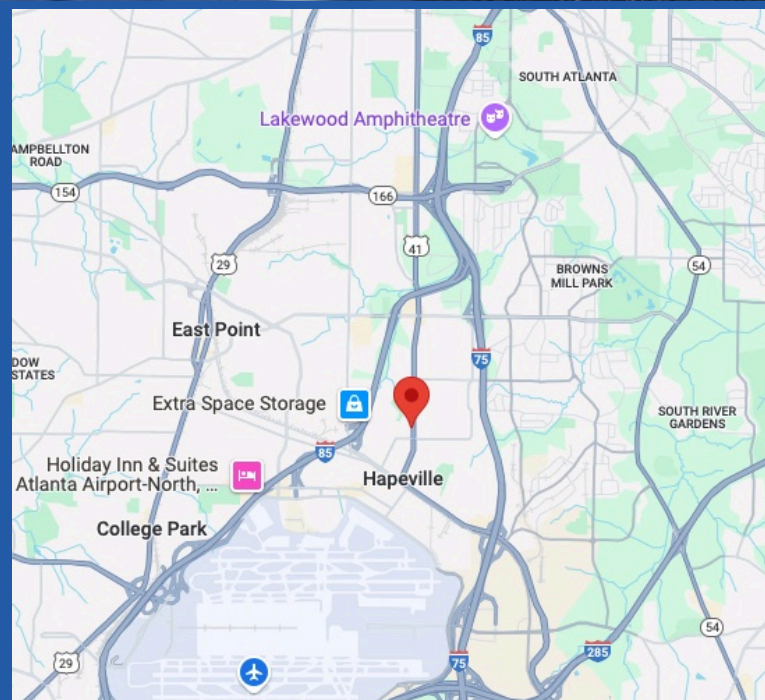 85
SOUTH ATLANTA
Lakewood Amphitheatre
AMPBELLTON
ROAD
154
166
41
29
54
BROWNS
MILL PARK
East Point
DOW
STATES
75
Extra Space Storage
SOUTH RIVER
GARDENS
85
Holiday Inn & Suites
Atlanta Airport-North, ...
Hapeville
College Park
54
29
75
285